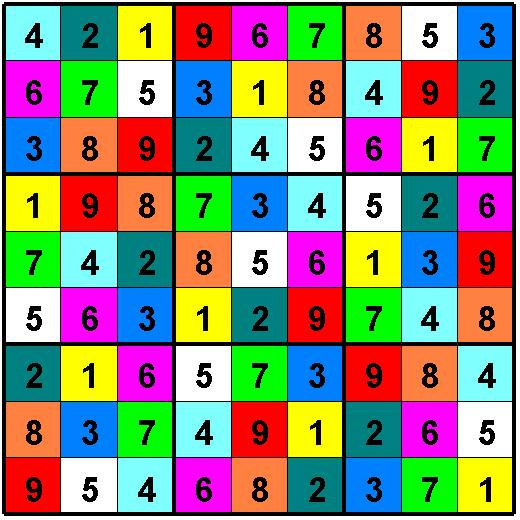 4 2 1 9 6 7 8 5 3
6 7 5 3 1 8 4 9 2
3 8 9 2 4 5 6 1 7
1 9 8 7 3 4 5 2 6
7 4 2 8 5 6 1 3 9
5 6 3 1 2 9 7 4 8
2 1 6 5 7 3 9 8 4
8 3 7 4 9 1 2 6 5
9 5 4 6 8 2 3 7 1